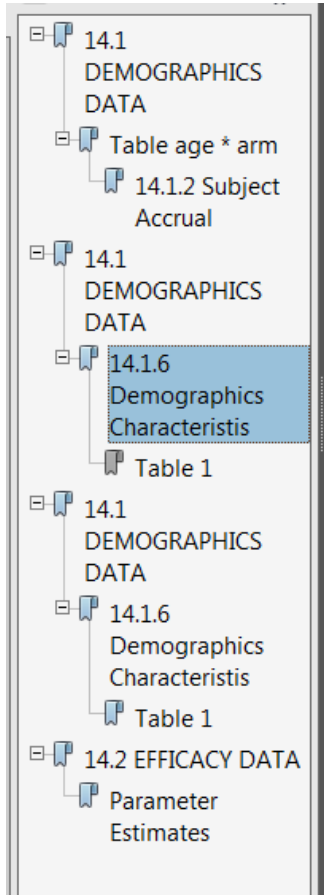 14.1
DEMOGRAPHICS
DATA
Table age * arm
14.1.2 Subject
Accrual
14.1
DEMOGRAPHICS
DATA
14.1.6
Demographics
Characteristis
Table 1
14.1
DEMOGRAPHICS
DATA
14.1.6
Demographics
Characteristis
Table 1
14.2 EFFICACY DATA
Parameter
Estimates